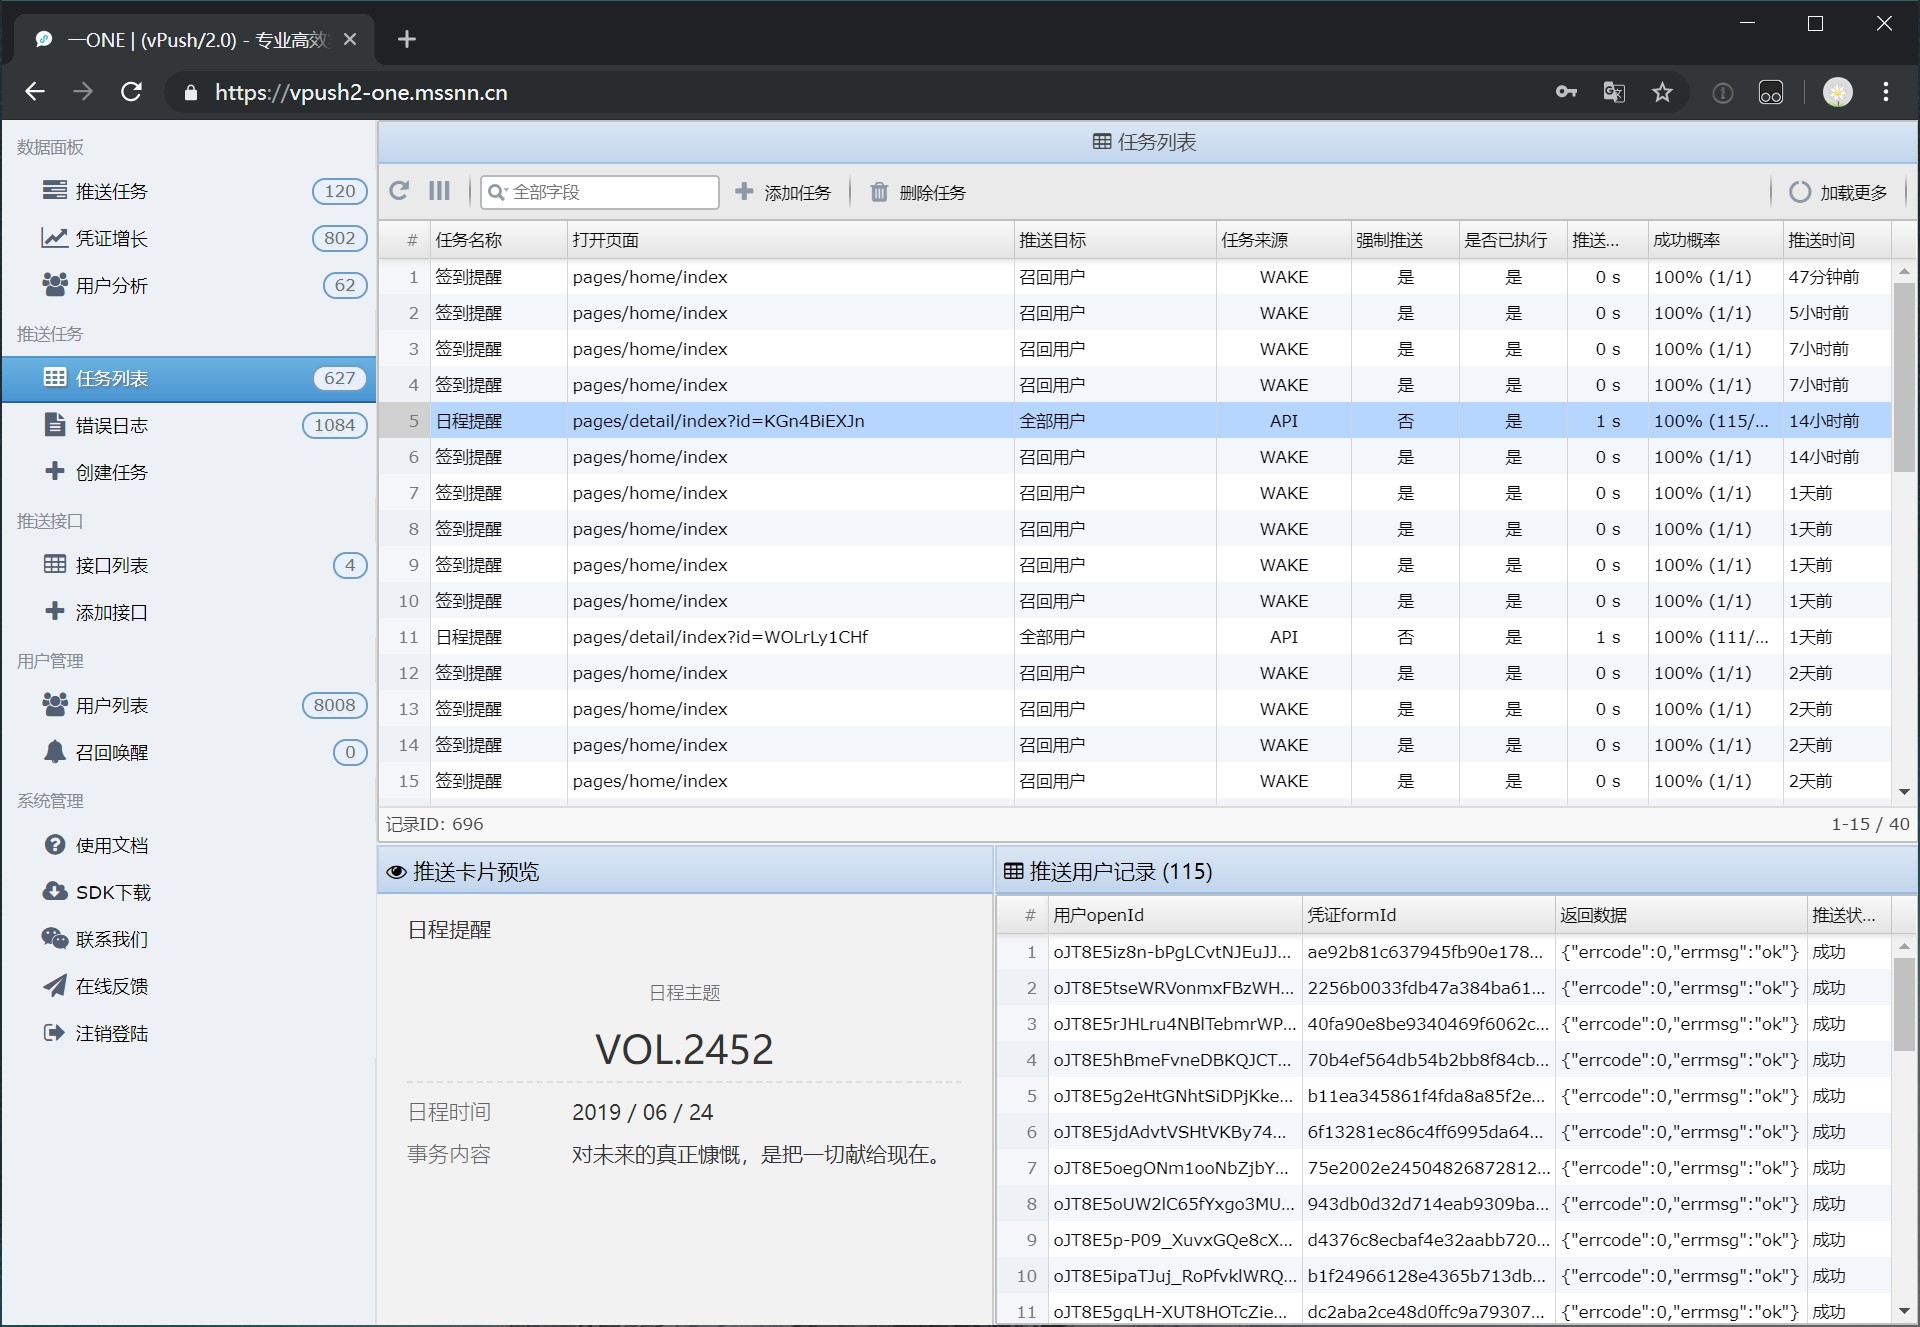 一ONE | (vPush/2.0) - 专业高效
https://vpush2-one.mssnn.cn
数据面板
推送任务 120
凭证增长 802
用户分析 62
推送任务
任务列表 627
错误日志 1084
创建任务
推送接口
接口列表 4
添加接口
用户管理
用户列表 8008
召回唤醒 0
系统管理
使用文档
SDK下载
联系我们
在线反馈
注销登陆
任务列表
全部字段 添加任务 删除任务 加载更多
# 任务名称 打开页面 推送目标 任务来源 强制推送 是否已执行 推送... 成功概率 推送时间
1 签到提醒 pages/home/index 召回用户 WAKE 是 是 0 s 100% (1/1) 47分钟前
2 签到提醒 pages/home/index 召回用户 WAKE 是 是 0 s 100% (1/1) 5小时前
3 签到提醒 pages/home/index 召回用户 WAKE 是 是 0 s 100% (1/1) 7小时前
4 签到提醒 pages/home/index 召回用户 WAKE 是 是 0 s 100% (1/1) 7小时前
5 日程提醒 pages/detail/index?id=KGn4BiEXJn 全部用户 API 否 是 1 s 100% (115/... 14小时前
6 签到提醒 pages/home/index 召回用户 WAKE 是 是 0 s 100% (1/1) 14小时前
7 签到提醒 pages/home/index 召回用户 WAKE 是 是 0 s 100% (1/1) 1天前
8 签到提醒 pages/home/index 召回用户 WAKE 是 是 0 s 100% (1/1) 1天前
9 签到提醒 pages/home/index 召回用户 WAKE 是 是 0 s 100% (1/1) 1天前
10 签到提醒 pages/home/index 召回用户 WAKE 是 是 0 s 100% (1/1) 1天前
11 日程提醒 pages/detail/index?id=WOLrLy1CHf 全部用户 API 否 是 1 s 100% (111/... 1天前
12 签到提醒 pages/home/index 召回用户 WAKE 是 是 0 s 100% (1/1) 2天前
13 签到提醒 pages/home/index 召回用户 WAKE 是 是 0 s 100% (1/1) 2天前
14 签到提醒 pages/home/index 召回用户 WAKE 是 是 0 s 100% (1/1) 2天前
15 签到提醒 pages/home/index 召回用户 WAKE 是 是 0 s 100% (1/1) 2天前
记录ID: 696 1-15 / 40
推送卡片预览
日程提醒
日程主题
VOL.2452
日程时间 2019 / 06 / 24
事务内容 对未来的真正慷慨，是把一切献给现在。
推送用户记录 (115)
# 用户openId 凭证formId 返回数据 推送状...
1 oJT8E5iz8n-bPgLCvtNJEuJJ... ae92b81c637945fb90e178... {"errcode":0,"errmsg":"ok"} 成功
2 oJT8E5tseWRVonmxFBzWH... 2256b0033fdb47a384ba61... {"errcode":0,"errmsg":"ok"} 成功
3 oJT8E5rJHLru4NBlTebmrWP... 40fa90e8be9340469f6062c... {"errcode":0,"errmsg":"ok"} 成功
4 oJT8E5hBmeFvneDBKQJCT... 70b4ef564db54b2bb8f84cb... {"errcode":0,"errmsg":"ok"} 成功
5 oJT8E5g2eHtGNhtSiDPjKke... b11ea345861f4fda8a85f2e... {"errcode":0,"errmsg":"ok"} 成功
6 oJT8E5jdAdvtVSHtVKBy74... 6f13281ec86c4ff6995da64... {"errcode":0,"errmsg":"ok"} 成功
7 oJT8E5oegONm1ooNbZjbY... 75e2002e24504826872812... {"errcode":0,"errmsg":"ok"} 成功
8 oJT8E5oUW2lC65fYxgo3MU... 943db0d32d714eab9309ba... {"errcode":0,"errmsg":"ok"} 成功
9 oJT8E5p-P09_XuvxGQe8cX... d4376c8ecbaf4e32aabb720... {"errcode":0,"errmsg":"ok"} 成功
10 oJT8E5ipaTJuj_RoPfvklWRQ... b1f24966128e4365b713db... {"errcode":0,"errmsg":"ok"} 成功
11 oJT8E5gqLH-XUT8HOTcZie... dc2aba2ce48d0ffc9a79307... {"errcode":0,"errmsg":"ok"} 成功